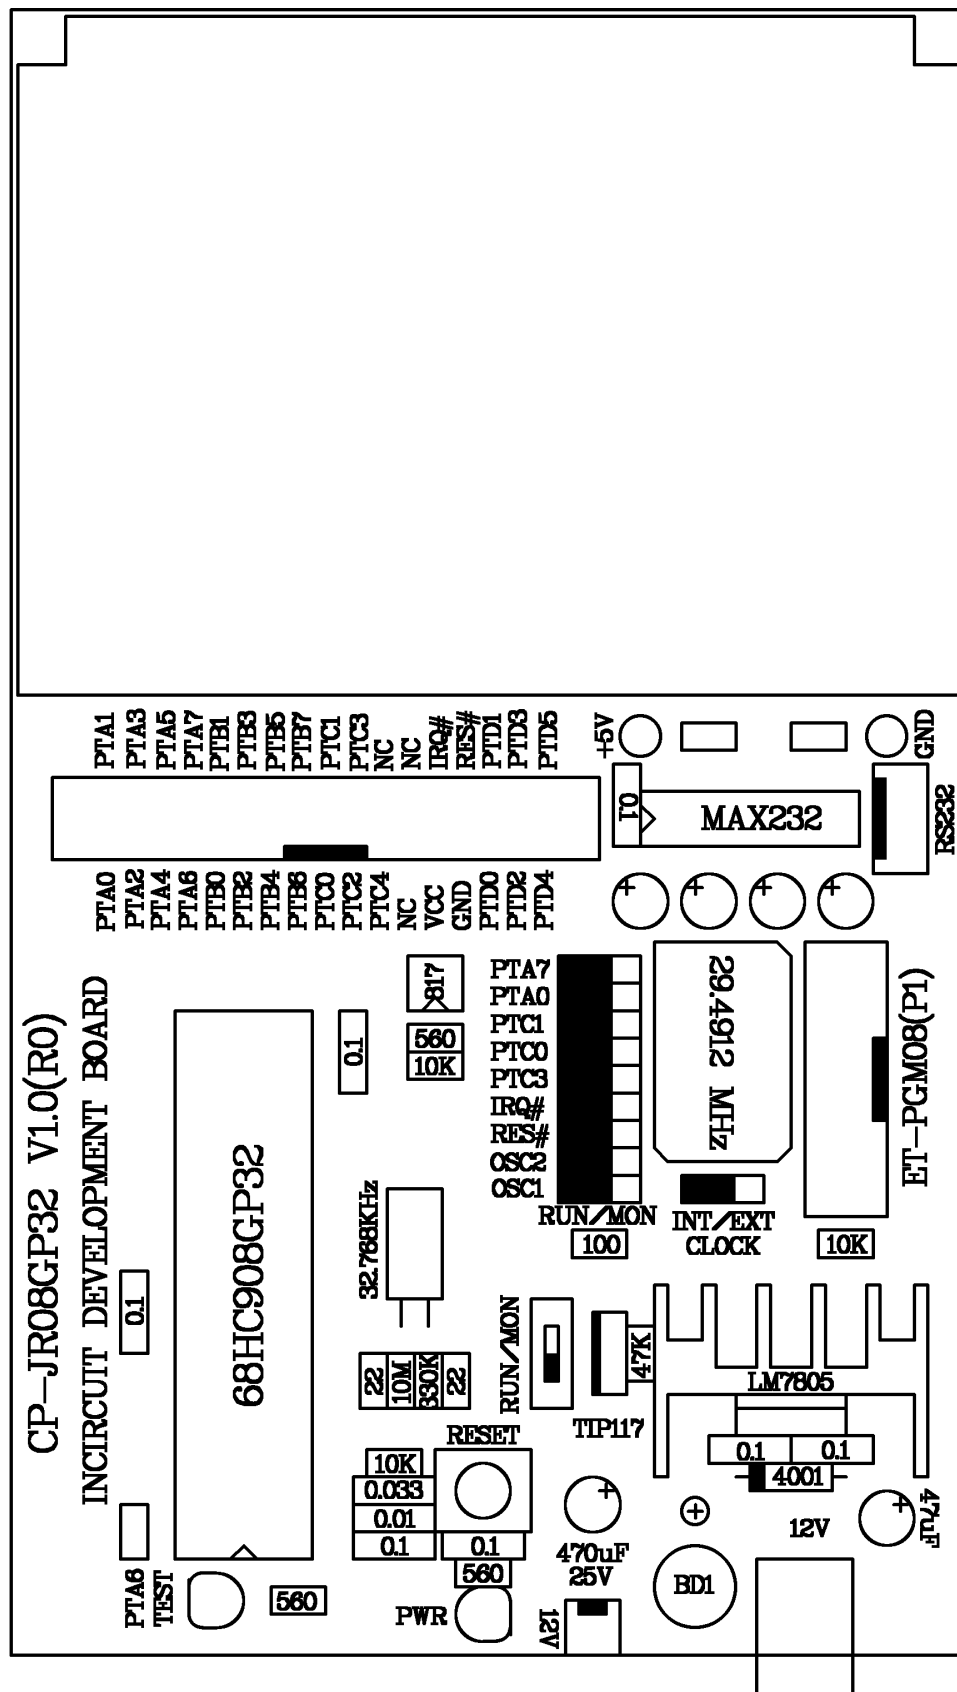 PTA1
PTA3
PTA5
PTA7
PTB1
PTB3
PTB5
PTB7
PTC1
PTC3
NC
NC
IRQ#
RES#
PTD1
PTD3
PTD5
+5V
GND
0.1
MAX232
RS232
PTA0
PTA2
PTA4
PTA6
PTB0
PTB2
PTB4
PTB6
PTC0
PTC2
PTC4
NC
VCC
GND
PTD0
PTD2
PTD4
CP-JR08GP32 V1.0(R0)
INCIRCUIT DEVELOPMENT BOARD
68HC908GP32
0.1
0.1
817
560
10K
PTA7
PTA0
PTC1
PTC0
PTC3
IRQ#
RES#
OSC2
OSC1
RUN/MON
100
29.4912 MHz
INT/EXT
CLOCK
ET-PGM08(P1)
10K
32.768KHz
22
10M
330K
22
RUN/MON
47K
TIP117
LM7805
0.1
0.1
4001
RESET
10K
0.033
0.01
0.1
0.1
560
PWR
470uF
25V
12V
BD1
12V
47uF
PTA6
TEST
560